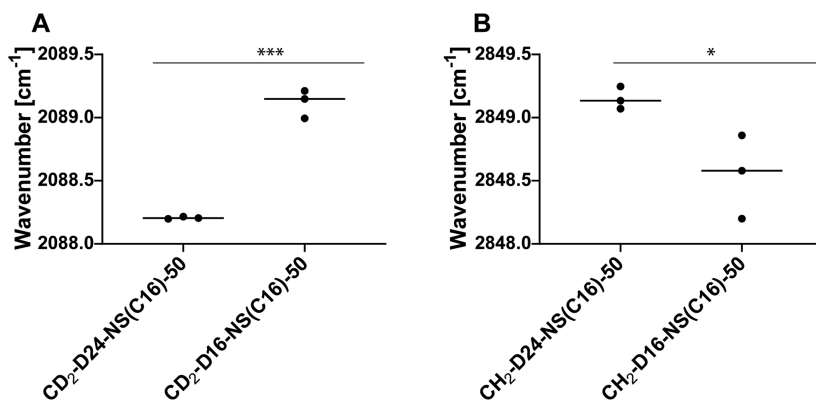 A
***
Wavenumber [cm⁻¹]
2089.5
2089.0
2088.5
2088.0
CD₂-D24-NS(C16)-50
CD₂-D16-NS(C16)-50
B
*
Wavenumber [cm⁻¹]
2849.5
2849.0
2848.5
2848.0
CH₂-D24-NS(C16)-50
CH₂-D16-NS(C16)-50